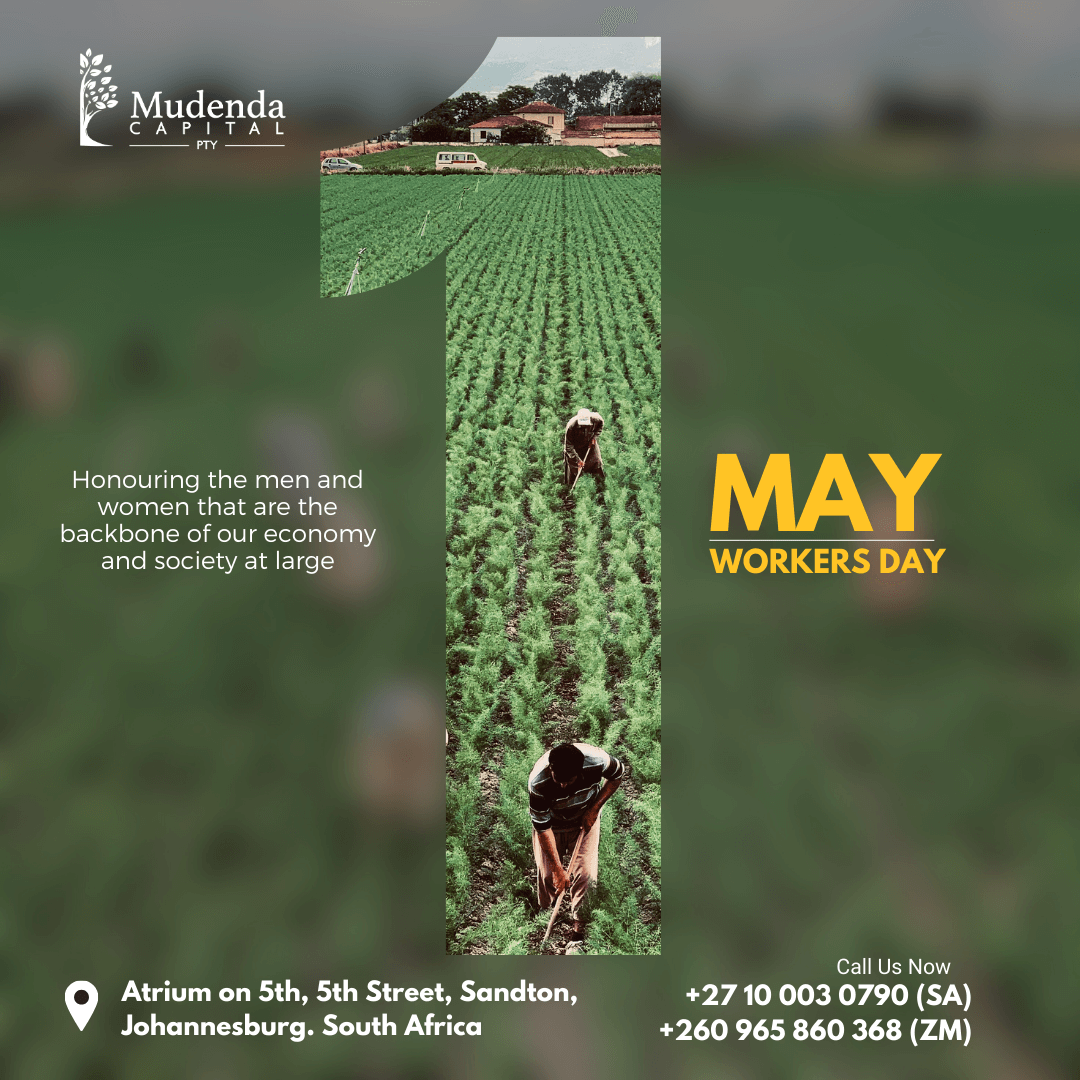 Mudenda
CAPITAL
PTY
1
Honouring the men and
women that are the
backbone of our economy
and society at large
MAY
WORKERS DAY
Atrium on 5th, 5th Street, Sandton,
Johannesburg. South Africa
Call Us Now
+27 10 003 0790 (SA)
+260 965 860 368 (ZM)